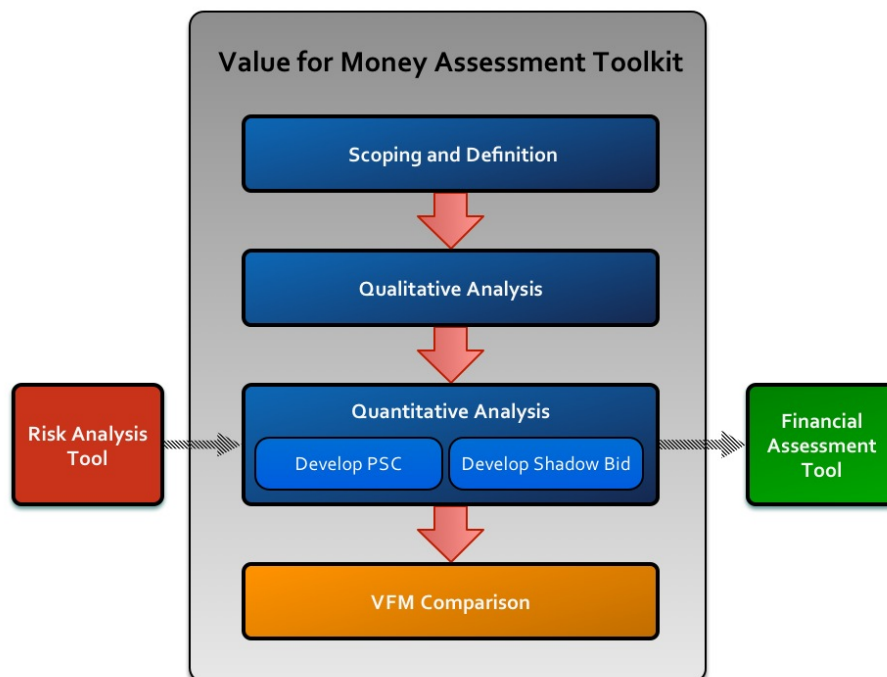 Value for Money Assessment Toolkit
Scoping and Definition
Qualitative Analysis
Quantitative Analysis
Develop PSC
Develop Shadow Bid
Risk Analysis
Tool
Financial
Assessment
Tool
VFM Comparison